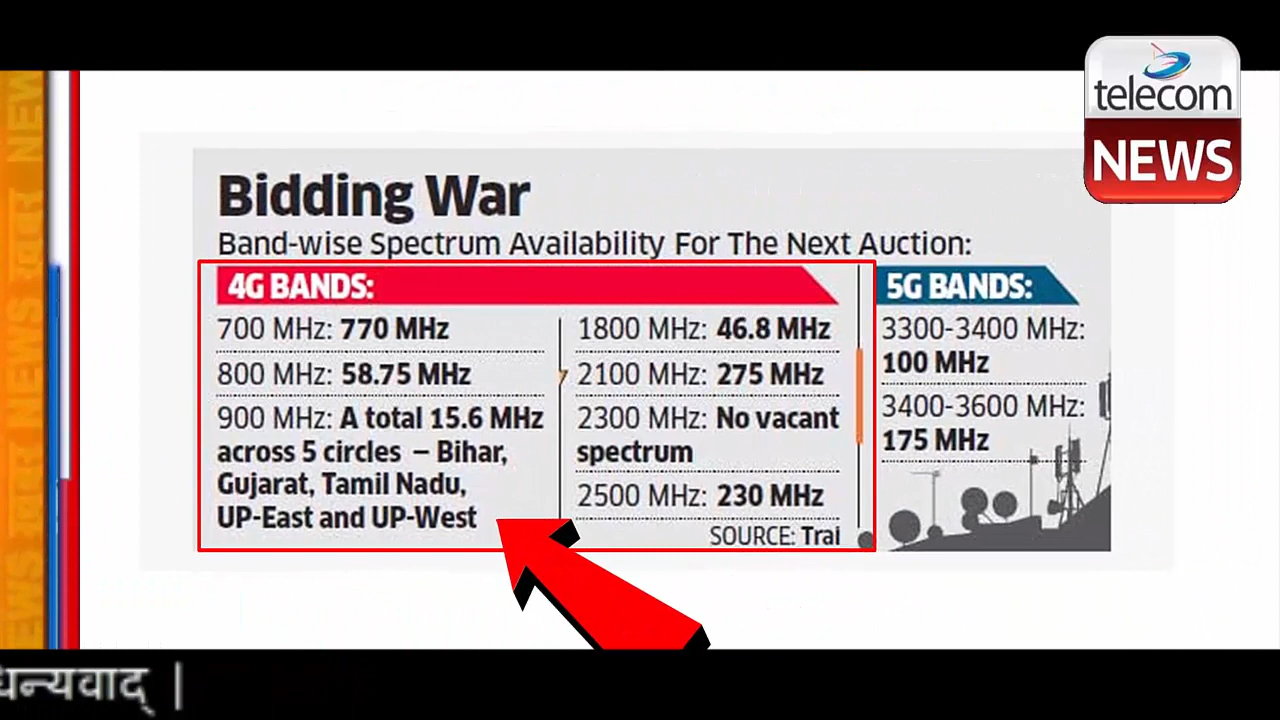 telecom
NEWS
Bidding War
Band-wise Spectrum Availability For The Next Auction:
4G BANDS:
700 MHz: 770 MHz
800 MHz: 58.75 MHz
900 MHz: A total 15.6 MHz
across 5 circles – Bihar,
Gujarat, Tamil Nadu,
UP-East and UP-West
1800 MHz: 46.8 MHz
2100 MHz: 275 MHz
2300 MHz: No vacant
spectrum
2500 MHz: 230 MHz
SOURCE: Trai
5G BANDS:
3300-3400 MHz:
100 MHz
3400-3600 MHz:
175 MHz
धन्यवाद् |